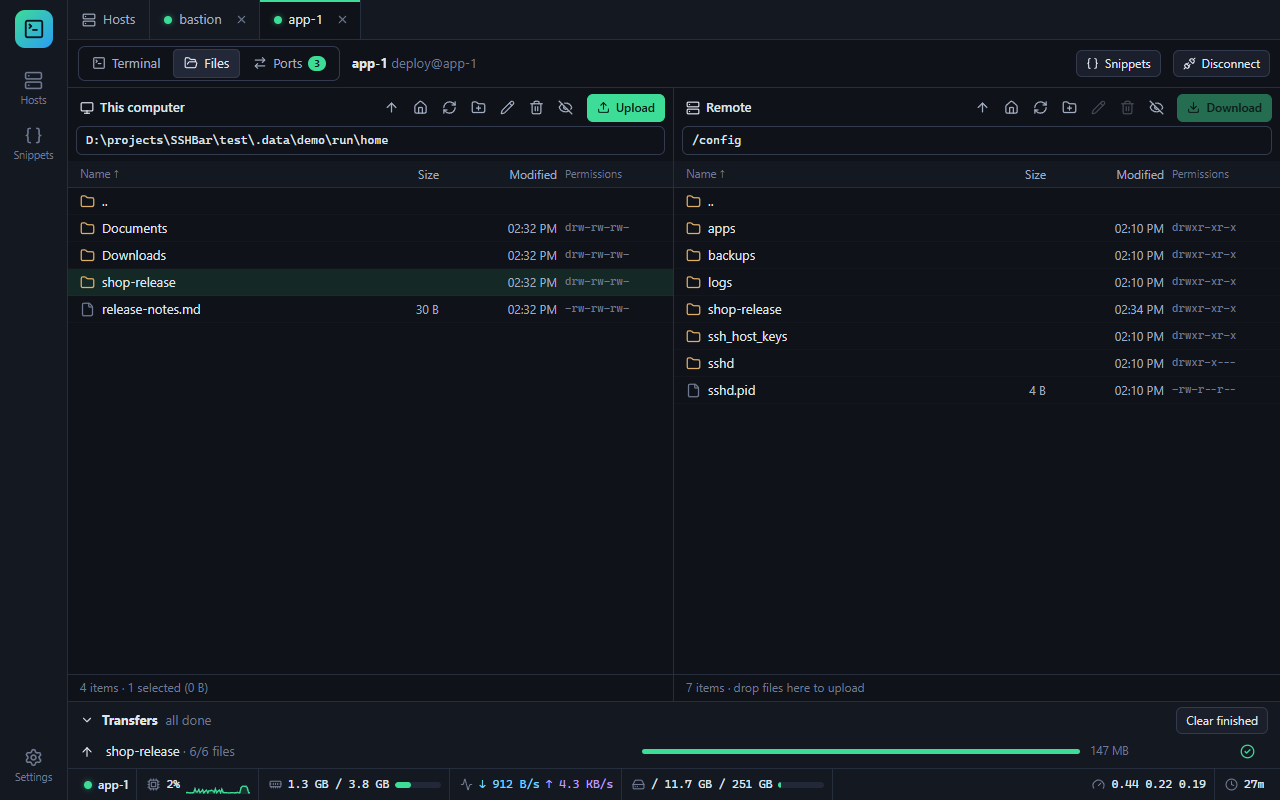 Hosts
bastion
app-1
Terminal
Files
Ports 3
app-1 deploy@app-1
Snippets
Disconnect
Hosts
Snippets
Settings
This computer
Upload
D:\projects\SSHBar\test\.data\demo\run\home
Name ↑ Size Modified Permissions
..
Documents 02:32 PM drw-rw-rw-
Downloads 02:32 PM drw-rw-rw-
shop-release 02:32 PM drw-rw-rw-
release-notes.md 30 B 02:32 PM -rw-rw-rw-
4 items · 1 selected (0 B)
Remote
Download
/config
Name ↑ Size Modified Permissions
..
apps 02:10 PM drwxr-xr-x
backups 02:10 PM drwxr-xr-x
logs 02:10 PM drwxr-xr-x
shop-release 02:34 PM drwxr-xr-x
ssh_host_keys 02:10 PM drwxr-xr-x
sshd 02:10 PM drwxr-x---
sshd.pid 4 B 02:10 PM -rw-r--r--
7 items · drop files here to upload
Transfers all done
Clear finished
shop-release · 6/6 files 147 MB
app-1 2% 1.3 GB / 3.8 GB ↓ 912 B/s ↑ 4.3 KB/s / 11.7 GB / 251 GB 0.44 0.22 0.19 27m